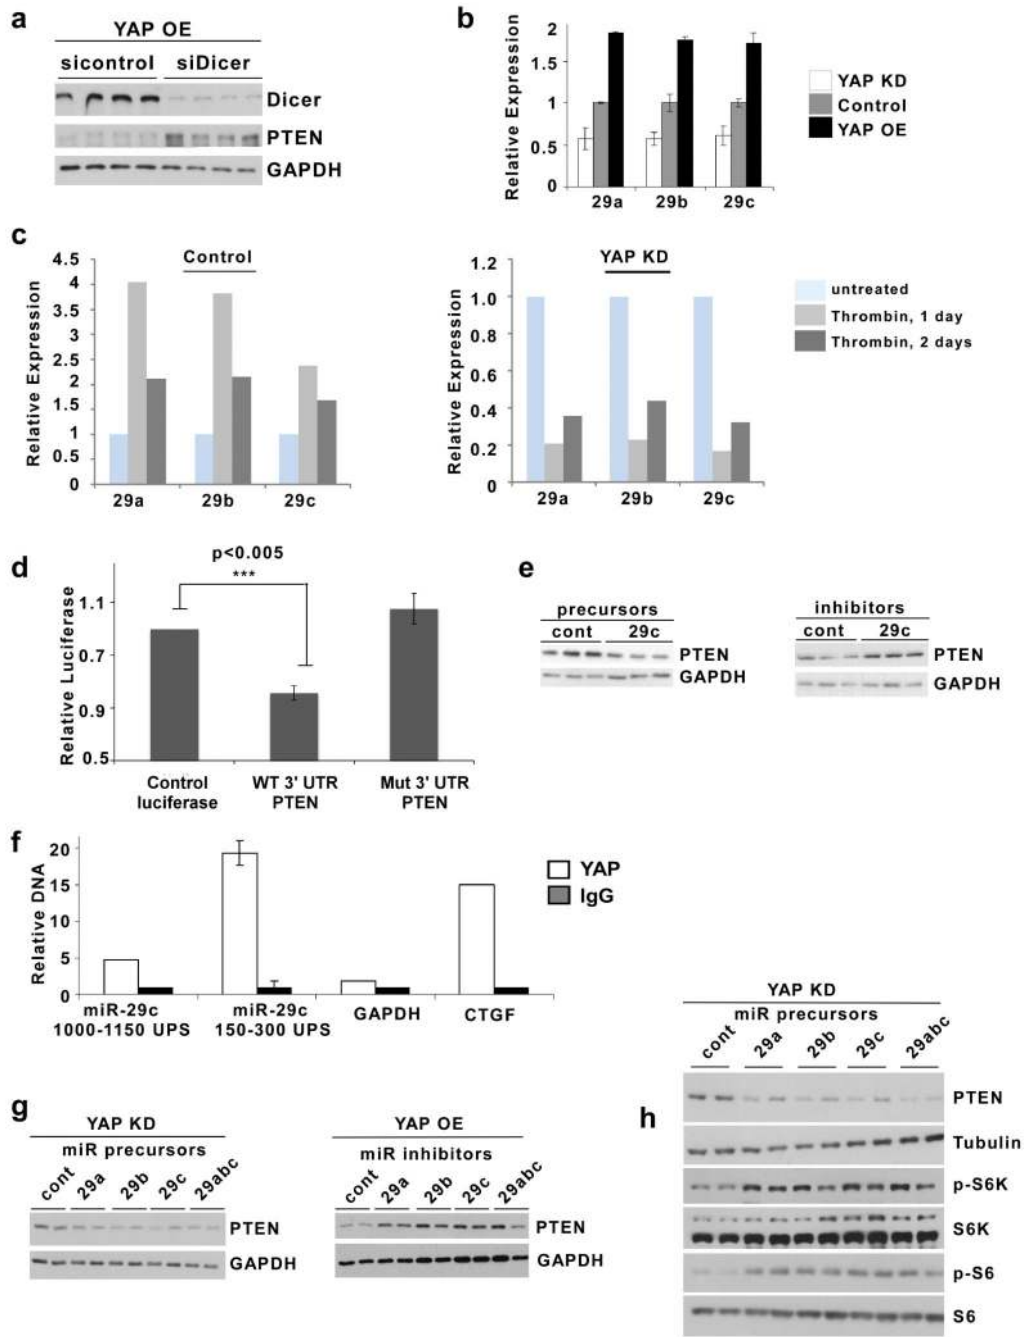 a
YAP OE
sicontrol siDicer
Dicer
PTEN
GAPDH
b
Relative Expression
2
1.5
1
0.5
0
29a 29b 29c
YAP KD
Control
YAP OE
c
Control
Relative Expression
4.5
4
3.5
3
2.5
2
1.5
1
0.5
0
29a 29b 29c
YAP KD
Relative Expression
1.2
1.0
0.6
0.4
0.2
0
29a 29b 29c
untreated
Thrombin, 1 day
Thrombin, 2 days
d
p<0.005
***
Relative Luciferase
1.1
0.7
0.9
0.5
Control WT 3' UTR Mut 3' UTR
luciferase PTEN PTEN
e
precursors
cont 29c
PTEN
GAPDH
inhibitors
cont 29c
PTEN
GAPDH
f
Relative DNA
20
15
10
5
0
miR-29c miR-29c GAPDH CTGF
1000-1150 UPS 150-300 UPS
YAP
IgG
g
YAP KD
miR precursors
cont 29a 29b 29c 29abc
PTEN
GAPDH
YAP OE
miR inhibitors
cont 29a 29b 29c 29abc
PTEN
GAPDH
h
YAP KD
miR precursors
cont 29a 29b 29c 29abc
PTEN
Tubulin
p-S6K
S6K
p-S6
S6